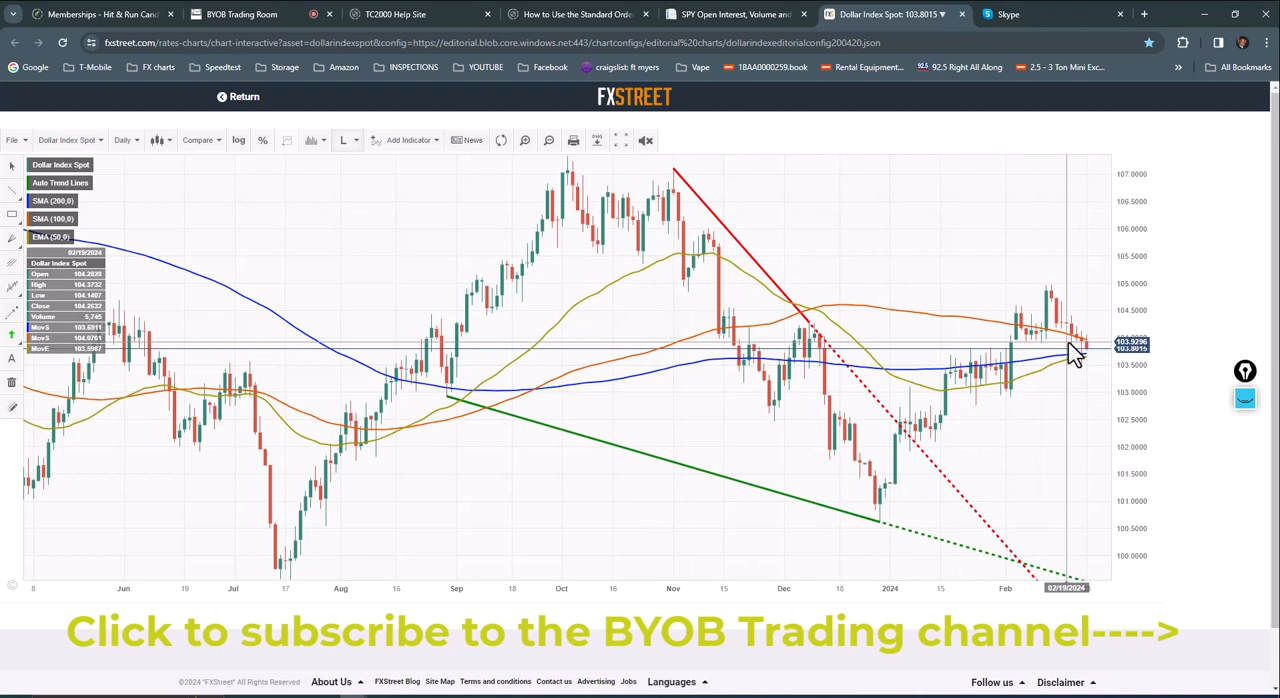 Memberships - Hit & Run Cand
BYOB Trading Room
TC2000 Help Site
How to Use the Standard Orde
SPY Open Interest, Volume and
Dollar Index Spot: 103.8015 ▼
Skype
fxstreet.com/rates-charts/chart-interactive?asset=dollarindexspot&config=https://editorial.blob.core.windows.net:443/chartconfigs/editorial%20charts/dollarindexeditorialconfig200420.json
Google
T-Mobile
FX charts
Speedtest
Storage
Amazon
INSPECTIONS
YOUTUBE
Facebook
craigslist: ft myers
Vape
1BAA0000259.book
Rental Equipment...
92.5 Right All Along
2.5 - 3 Ton Mini Exc...
All Bookmarks
Return
FXSTREET
File
Dollar Index Spot
Daily
Compare
log
%
L
Add Indicator
News
PNG
Dollar Index Spot
Auto Trend Lines
SMA (200,0)
SMA (100,0)
EMA (50,0)
02/19/2024
Dollar Index Spot
Open 104.2828
High 104.3732
Low 104.1407
Close 104.2632
Volume 5,745
MovS 103.6911
MovS 104.0761
MovE 103.5987
107.0000
106.5000
106.0000
105.5000
105.0000
104.5000
103.9296
103.8015
103.5000
103.0000
102.5000
102.0000
101.5000
101.0000
100.5000
100.0000
8
Jun
19
Jul
17
Aug
16
Sep
18
Oct
17
Nov
15
Dec
18
2024
15
Feb
02/19/2024
Click to subscribe to the BYOB Trading channel---->
©2024 "FXStreet" All Rights Reserved
About Us
FXStreet Blog
Site Map
Terms and conditions
Contact us
Advertising
Jobs
Languages
Follow us
Disclaimer